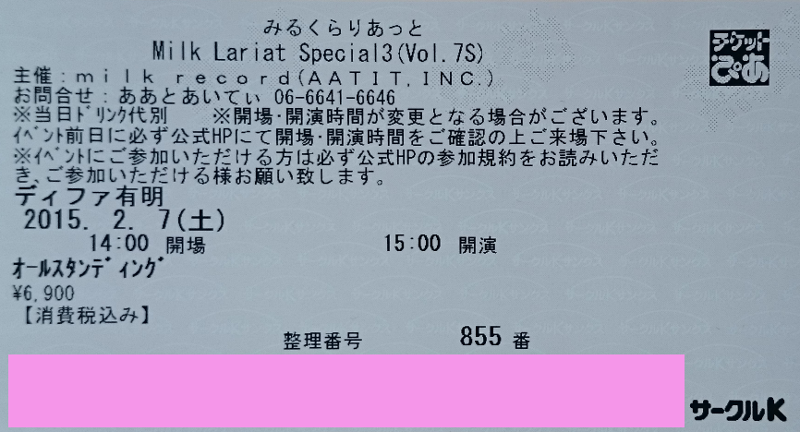 みるくらりあっと
Milk Lariat Special3(Vol.7S)
チケット
ぴあ
主催：ｍｉｌｋ ｒｅｃｏｒｄ(ＡＡＴＩＴ,ＩＮＣ.)
お問合せ：ああとあいてぃ 06-6641-6646
※当日ﾄﾞﾘﾝｸ代別 ※開場･開演時間が変更となる場合がございます。
ｲﾍﾞﾝﾄ前日に必ず公式HPにて開場･開演時間をご確認の上ご来場下さい。
※ｲﾍﾞﾝﾄにご参加いただける方は必ず公式HPの参加規約をお読みいただ
き､ご参加いただける様お願い致します。
ディファ有明
2015. 2. 7(土)
14:00 開場 15:00 開演
ｵｰﾙｽﾀﾝﾃﾞｨﾝｸﾞ
¥6,900
【消費税込み】
整理番号 855 番
サークルK